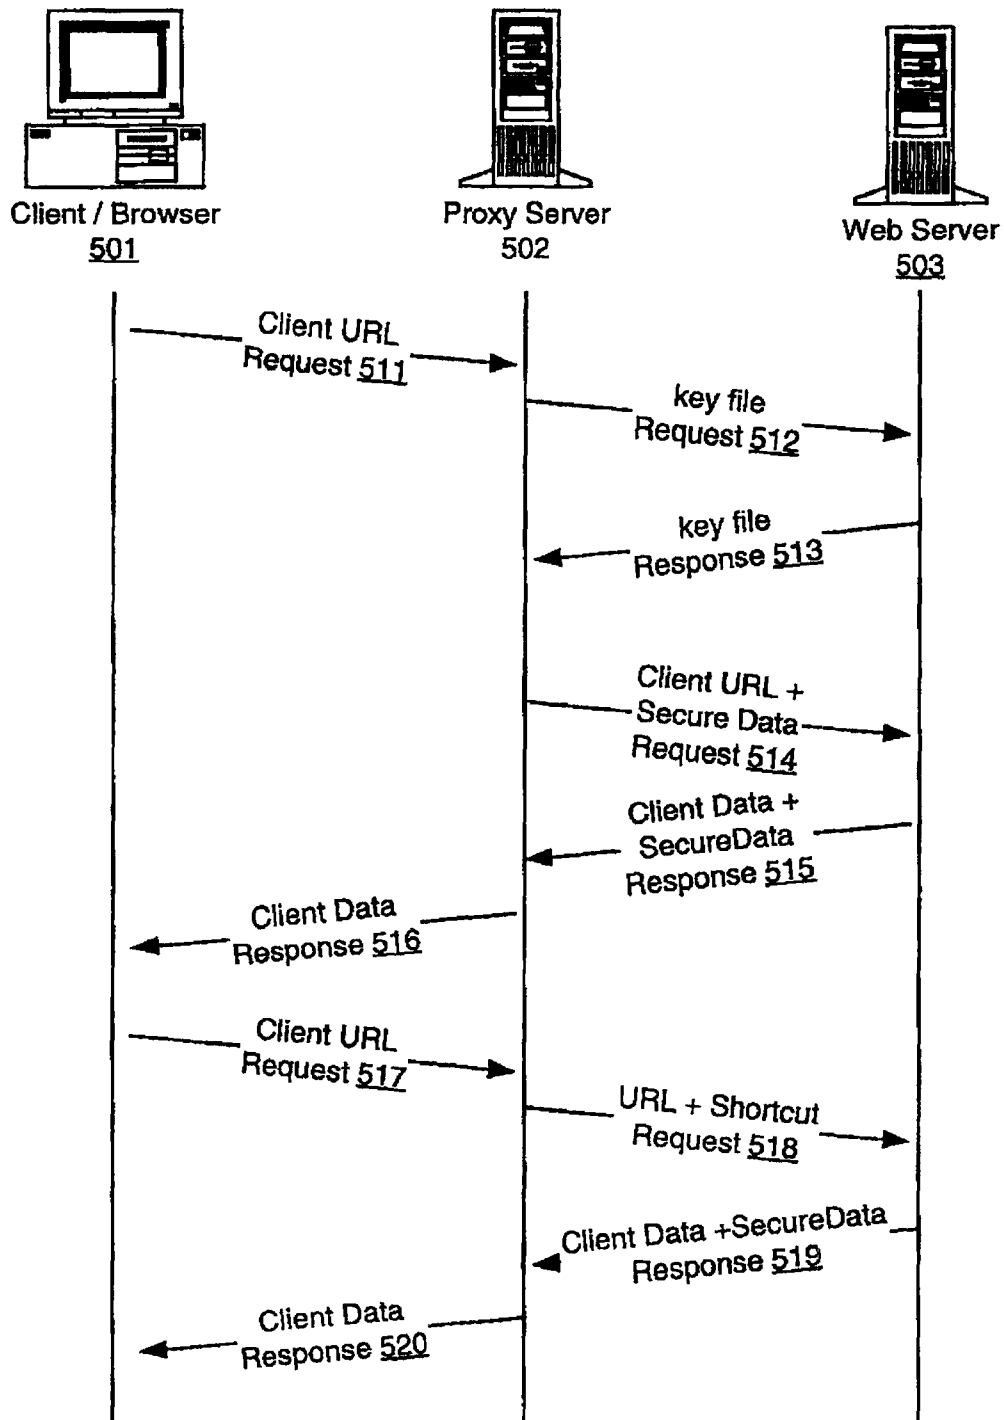 Client / Browser
501
Proxy Server
502
Web Server
503
Client URL
Request 511
key file
Request 512
key file
Response 513
Client URL +
Secure Data
Request 514
Client Data +
SecureData
Response 515
Client Data
Response 516
Client URL
Request 517
URL + Shortcut
Request 518
Client Data +SecureData
Response 519
Client Data
Response 520